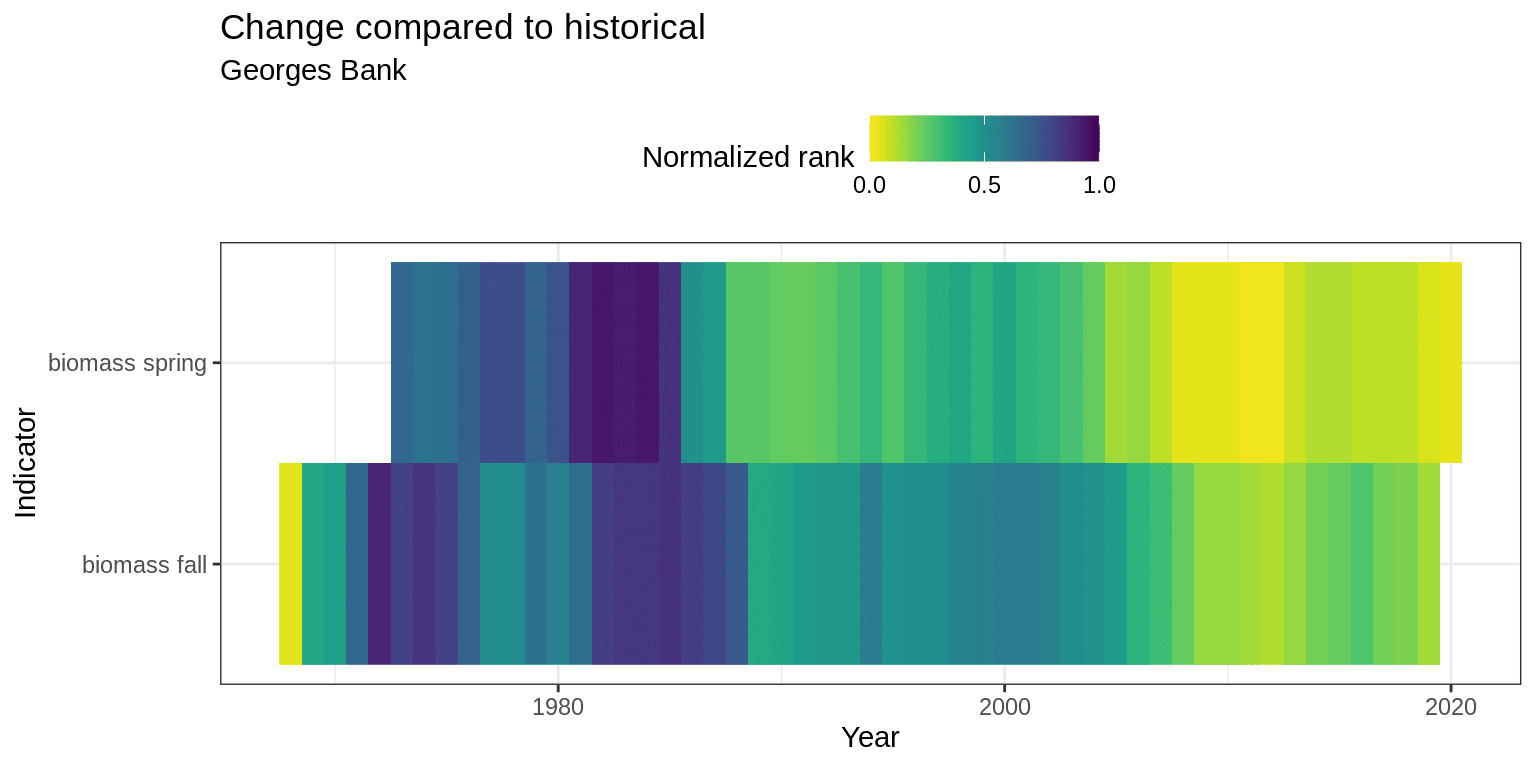 Change compared to historical
Georges Bank
Normalized rank
0.0 0.5 1.0
Indicator
biomass spring
biomass fall
1980 2000 2020
Year